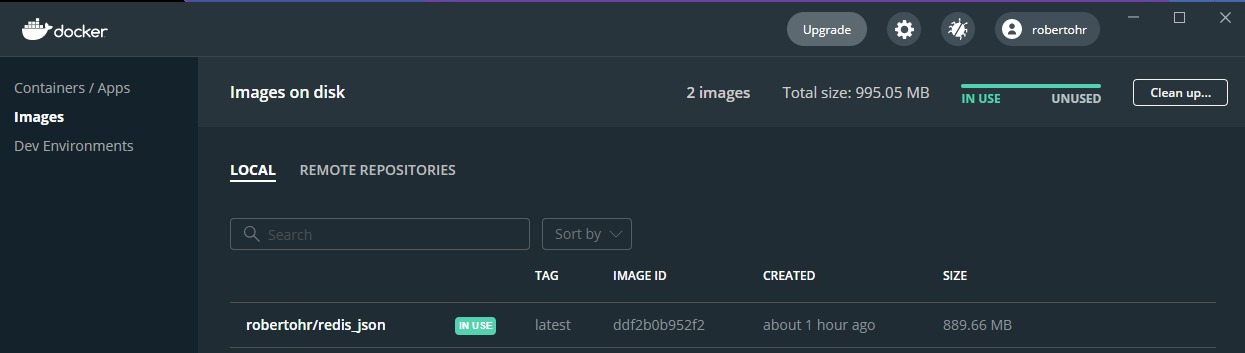 docker
Upgrade
robertohr
Containers / Apps
Images
Dev Environments
Images on disk
2 images
Total size: 995.05 MB
IN USE
UNUSED
Clean up...
LOCAL
REMOTE REPOSITORIES
Search
Sort by
TAG IMAGE ID CREATED SIZE
robertohr/redis_json IN USE latest ddf2b0b952f2 about 1 hour ago 889.66 MB